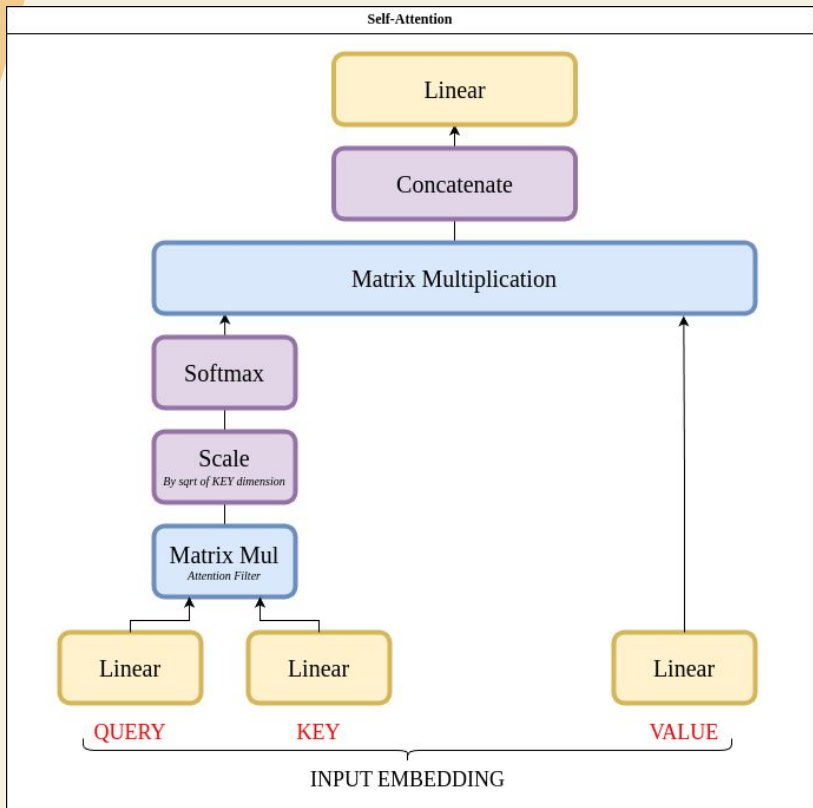 Self-Attention
Linear
Concatenate
Matrix Multiplication
Softmax
Scale
By sqrt of KEY dimension
Matrix Mul
Attention Filter
Linear
Linear
Linear
QUERY
KEY
VALUE
INPUT EMBEDDING